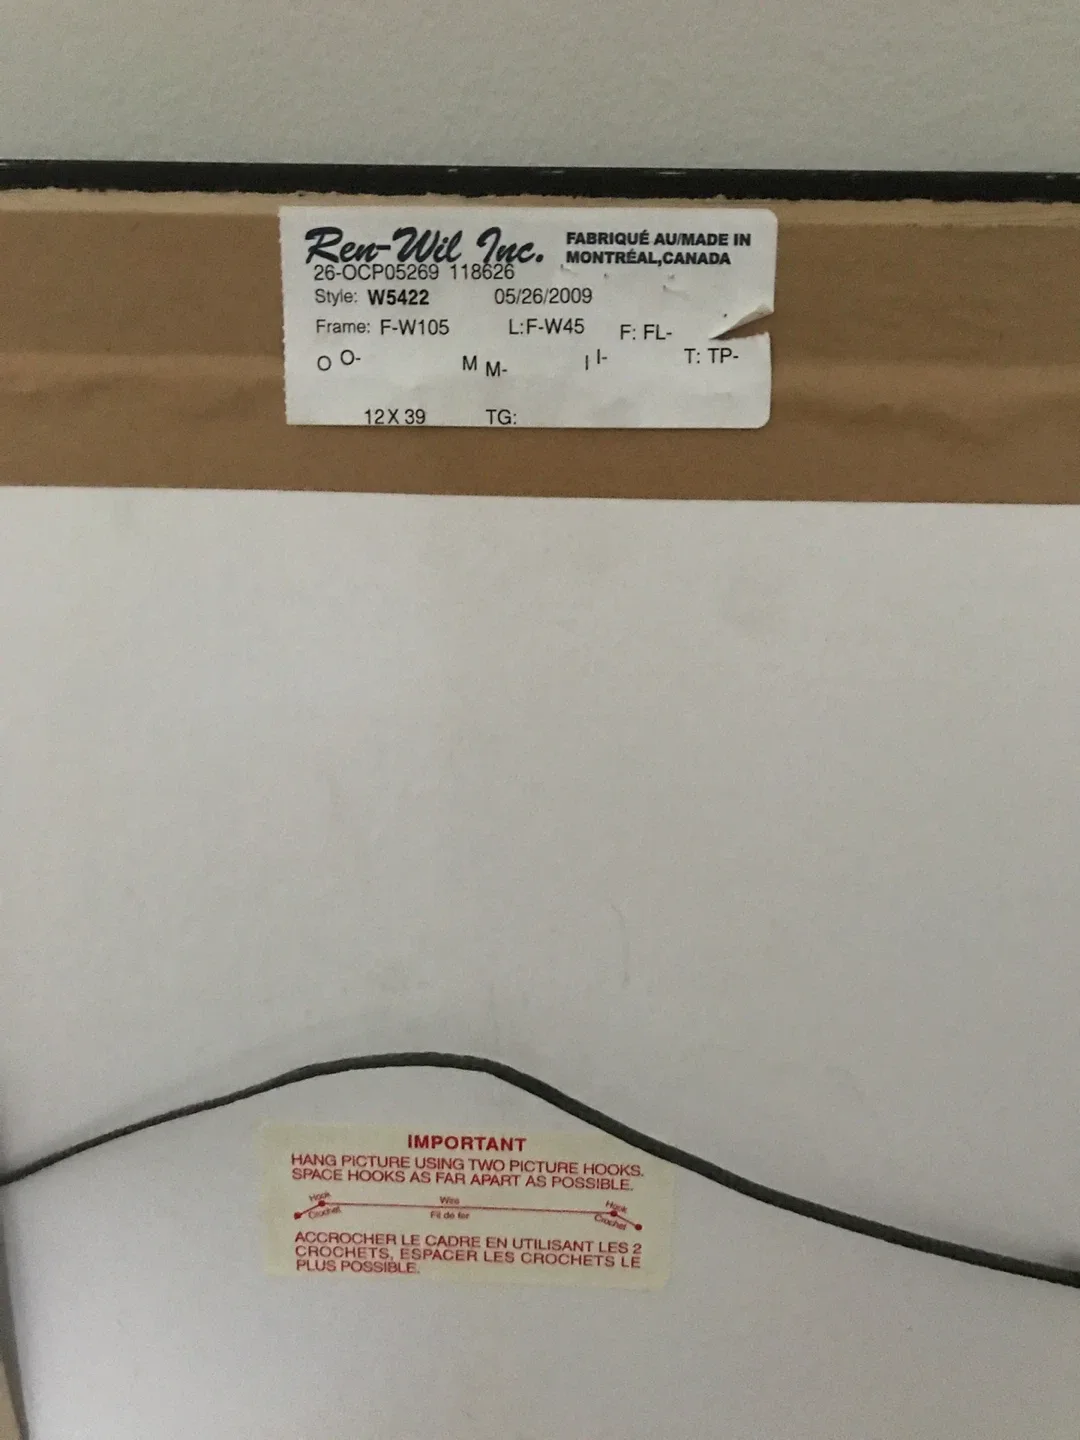 Ren-Wil Inc. FABRIQUÉ AU/MADE IN
MONTRÉAL,CANADA
26-OCP05269 118626
Style: W5422 05/26/2009
Frame: F-W105 L:F-W45 F: FL-
O O- M M- I I- T: TP-
12X39 TG:
IMPORTANT
HANG PICTURE USING TWO PICTURE HOOKS.
SPACE HOOKS AS FAR APART AS POSSIBLE.
Hook Wire Hook
Crochet Fil de fer Crochet
ACCROCHER LE CADRE EN UTILISANT LES 2
CROCHETS, ESPACER LES CROCHETS LE
PLUS POSSIBLE.